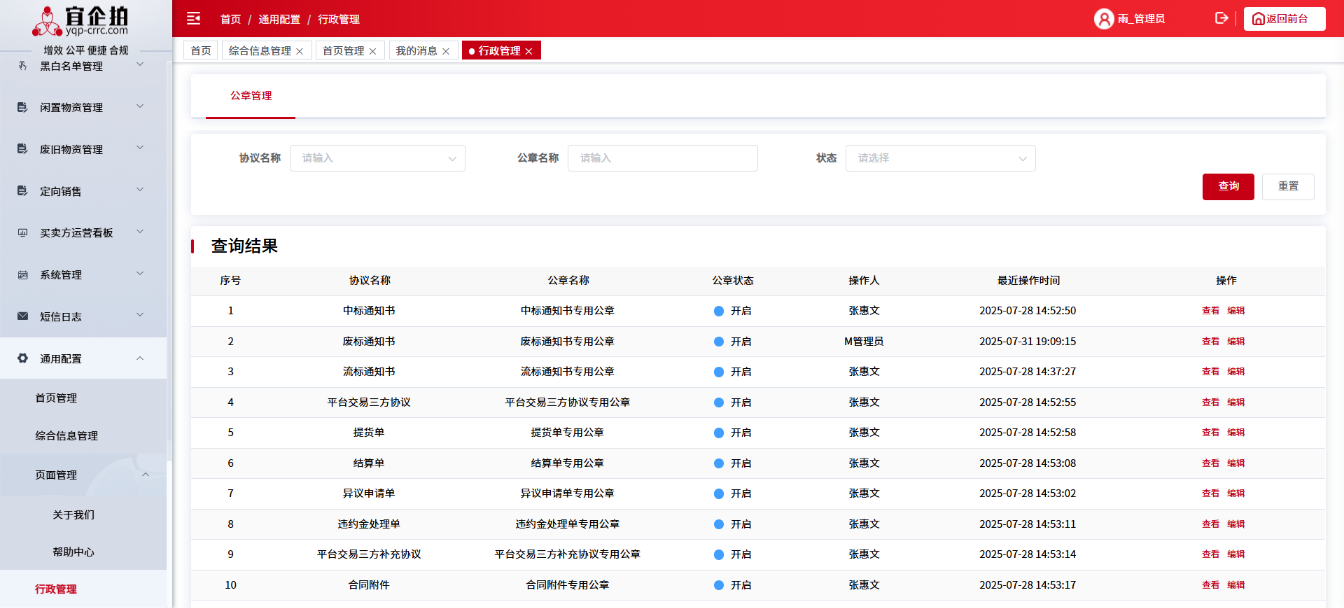 宜企拍
yqp-crrc.com
增效 公平 便捷 合规
首页 / 通用配置 / 行政管理
雨_管理员
返回前台
首页
综合信息管理 ×
首页管理 ×
我的消息 ×
行政管理 ×
黑白名单管理
闲置物资管理
废旧物资管理
定向销售
买卖方运营看板
系统管理
短信日志
通用配置
首页管理
综合信息管理
页面管理
关于我们
帮助中心
行政管理
公章管理
协议名称 请输入 公章名称 请输入 状态 请选择
查询 重置
查询结果
序号 协议名称 公章名称 公章状态 操作人 最近操作时间 操作
1 中标通知书 中标通知书专用公章 开启 张惠文 2025-07-28 14:52:50 查看 编辑
2 废标通知书 废标通知书专用公章 开启 M管理员 2025-07-31 19:09:15 查看 编辑
3 流标通知书 流标通知书专用公章 开启 张惠文 2025-07-28 14:37:27 查看 编辑
4 平台交易三方协议 平台交易三方协议专用公章 开启 张惠文 2025-07-28 14:52:55 查看 编辑
5 提货单 提货单专用公章 开启 张惠文 2025-07-28 14:52:58 查看 编辑
6 结算单 结算单专用公章 开启 张惠文 2025-07-28 14:53:08 查看 编辑
7 异议申请单 异议申请单专用公章 开启 张惠文 2025-07-28 14:53:02 查看 编辑
8 违约金处理单 违约金处理单专用公章 开启 张惠文 2025-07-28 14:53:11 查看 编辑
9 平台交易三方补充协议 平台交易三方补充协议专用公章 开启 张惠文 2025-07-28 14:53:14 查看 编辑
10 合同附件 合同附件专用公章 开启 张惠文 2025-07-28 14:53:17 查看 编辑